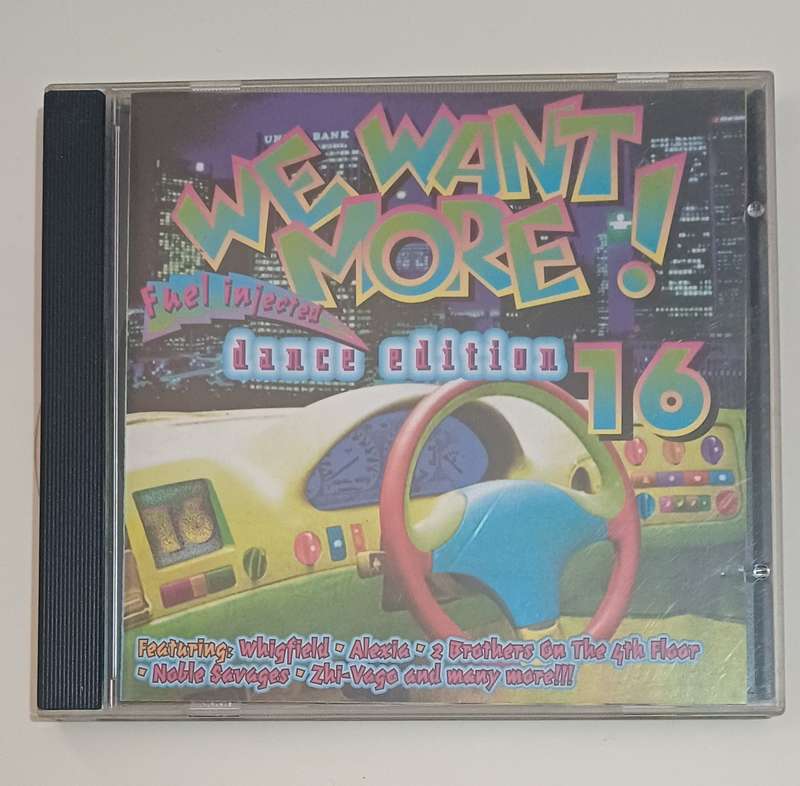 WE WANT
MORE!
Fuel injected
dance edition 16
16
Featuring: Whigfield • Alexia • 2 Brothers On The 4th Floor
• Noble Savages • Zhi-Vago and many more!!!